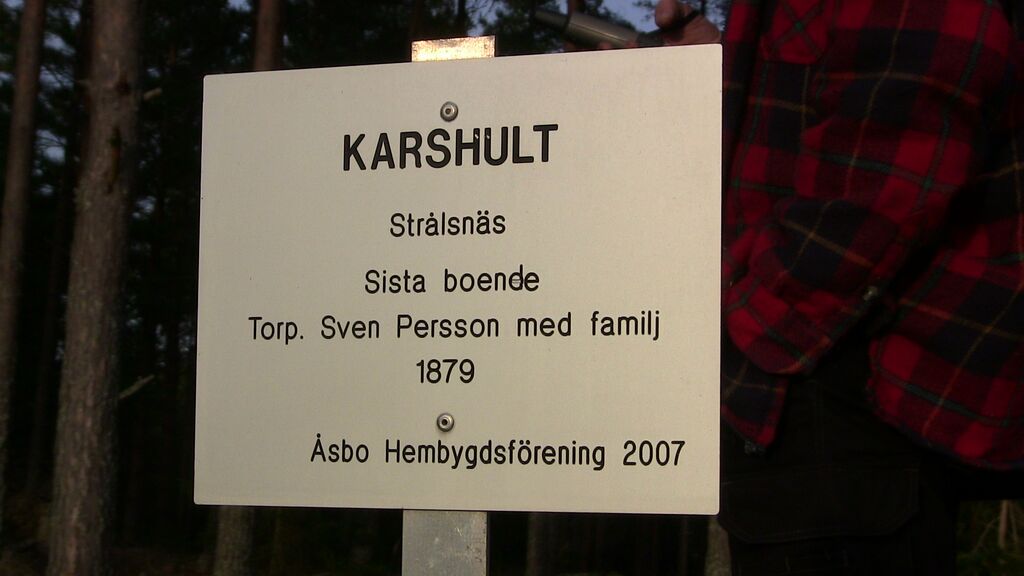 KARSHULT
Strålsnäs
Sista boende
Torp. Sven Persson med familj
1879
Åsbo Hembygdsförening 2007